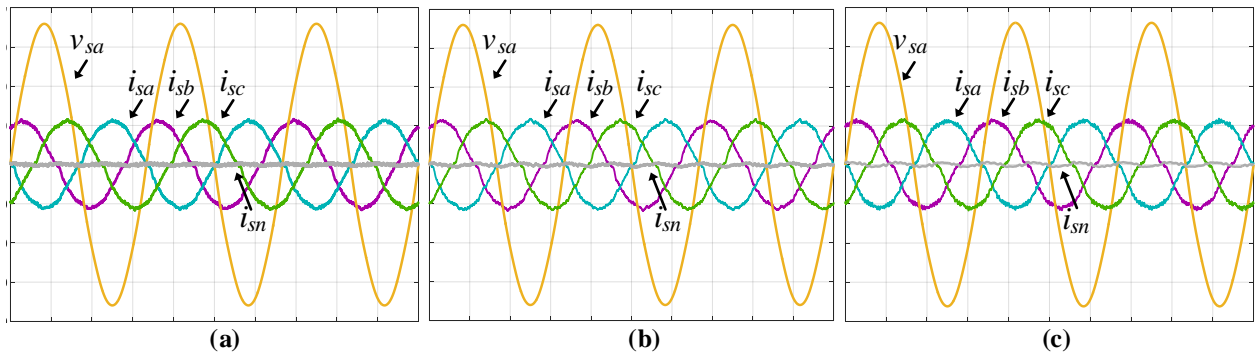 v_sa v_sa v_sa
i_sa i_sb i_sc i_sa i_sb i_sc i_sa i_sb i_sc
i_sn i_sn i_sn
(a) (b) (c)